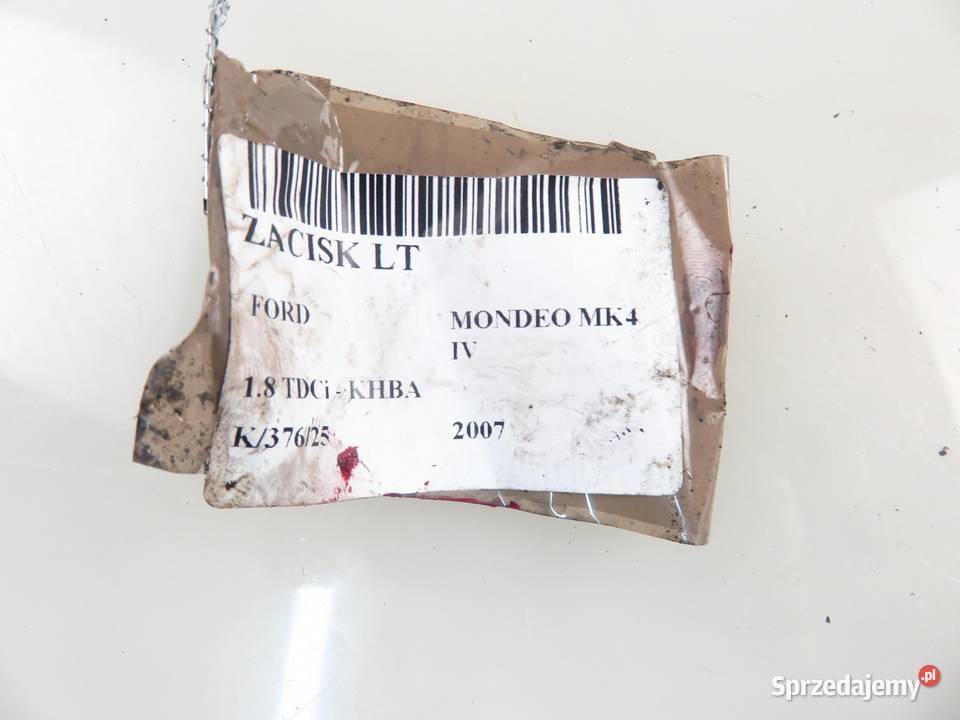 ZACISK LT
FORD MONDEO MK4
IV
1.8 TDCi - KHBA
K/376/25 2007
Sprzedajemy.pl